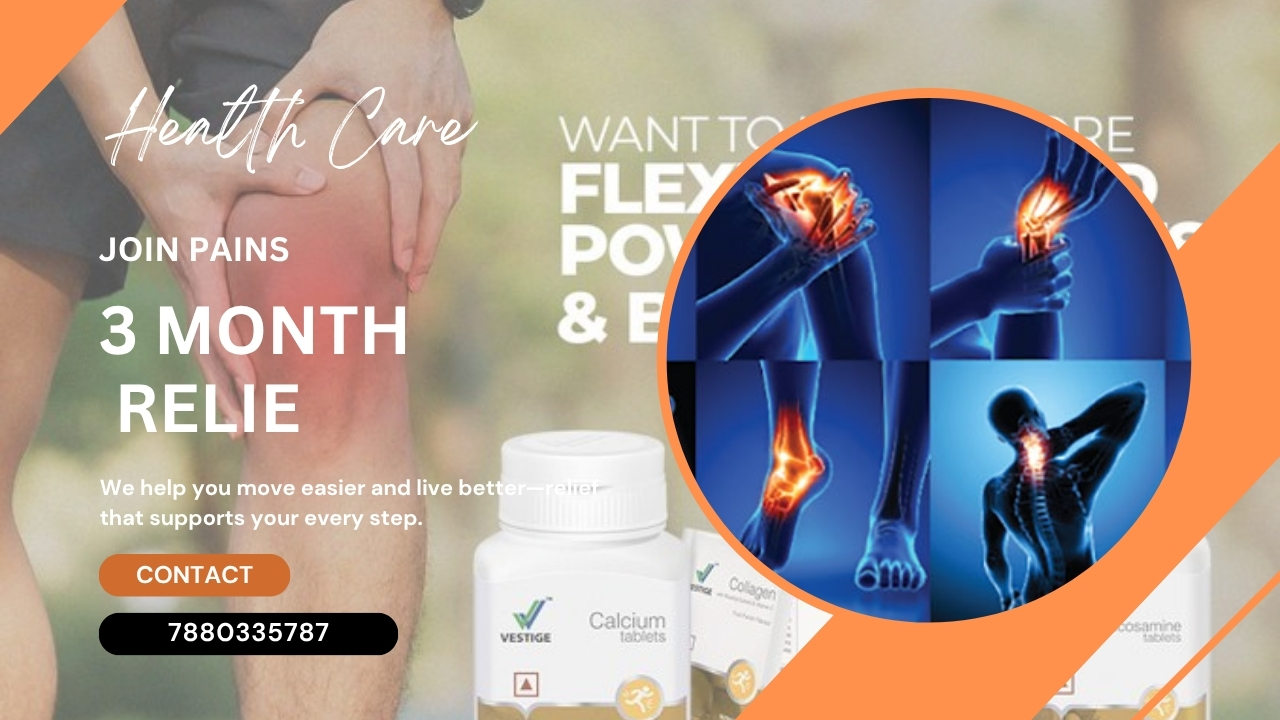 Health Care
JOIN PAINS
3 MONTH
RELIE
We help you move easier and live better—relief
that supports your every step.
CONTACT
7880335787
WANT TO
FLEX
POW
& B
VESTIGE
Calcium
tablets
VESTIGE
Collagen
tablets